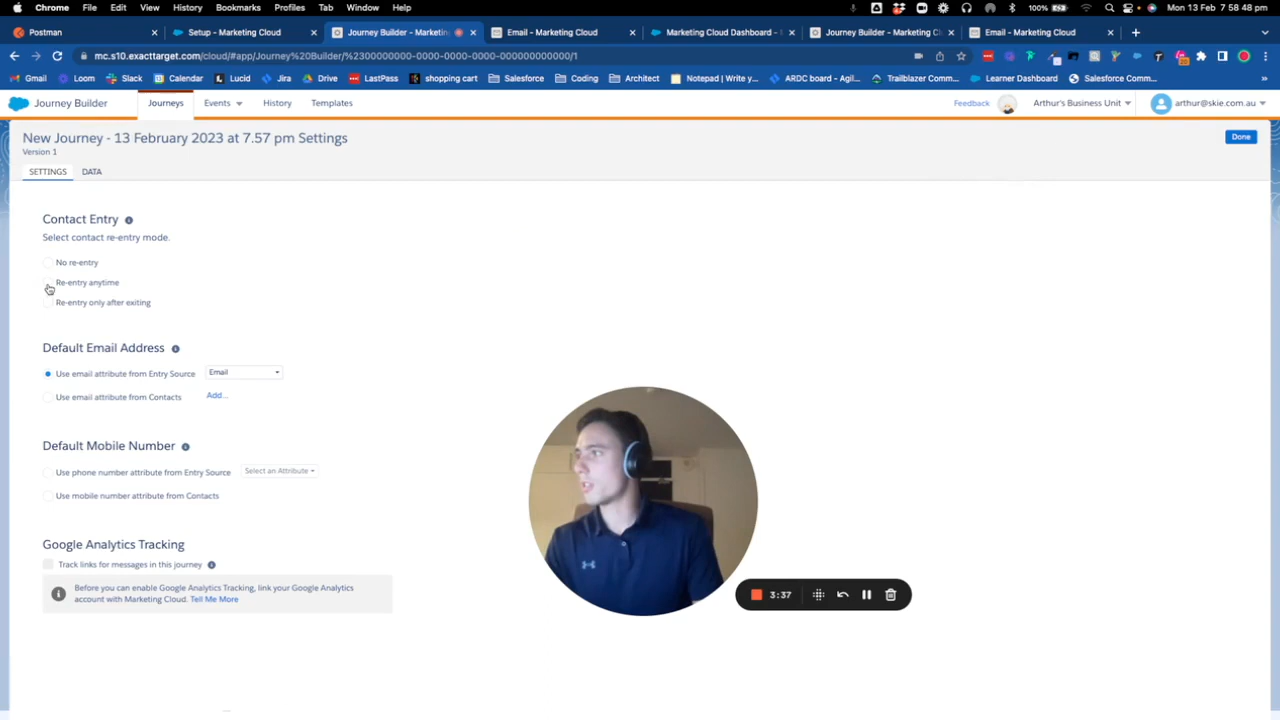 Chrome File Edit View History Bookmarks Profiles Tab Window Help 100% Mon 13 Feb 7 58 48 pm
Postman × Setup - Marketing Cloud × Journey Builder - Marketin × Email - Marketing Cloud × Marketing Cloud Dashboard - × Journey Builder - Marketing Cl × Email - Marketing Cloud × +
mc.s10.exacttarget.com/cloud/#app/Journey%20Builder/%2300000000-0000-0000-0000-000000000000/1
Gmail Loom Slack Calendar Lucid Jira Drive LastPass shopping cart Salesforce Coding Architect Notepad | Write y... ARDC board - Agil... Trailblazer Comm... Learner Dashboard Salesforce Comm...
Journey Builder Journeys Events History Templates Feedback Arthur's Business Unit arthur@skie.com.au
New Journey - 13 February 2023 at 7.57 pm Settings
Done
Version 1
SETTINGS DATA
Contact Entry
Select contact re-entry mode.
No re-entry
Re-entry anytime
Re-entry only after exiting
Default Email Address
Use email attribute from Entry Source Email
Use email attribute from Contacts Add...
Default Mobile Number
Use phone number attribute from Entry Source Select an Attribute
Use mobile number attribute from Contacts
Google Analytics Tracking
Track links for messages in this journey
Before you can enable Google Analytics Tracking, link your Google Analytics
account with Marketing Cloud. Tell Me More
3:37